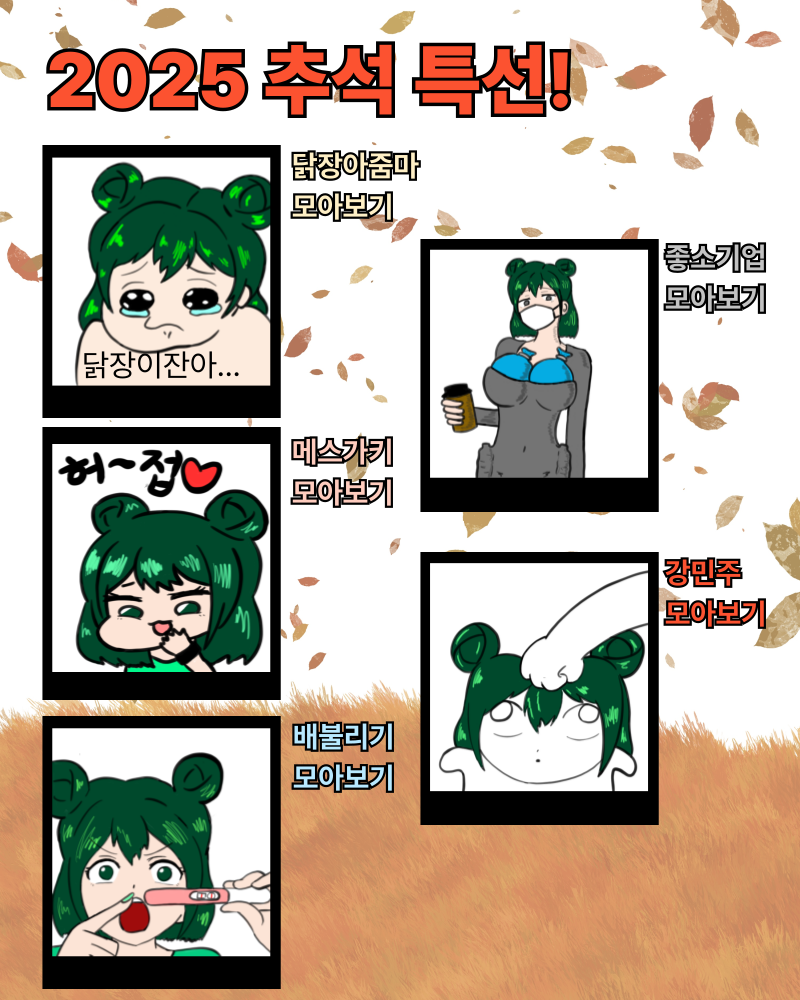 2025 추석 특선!
닭장아줌마
모아보기
닭장이잖아...
좋소기업
모아보기
허~접♥
메스가키
모아보기
강민주
모아보기
배불리기
모아보기